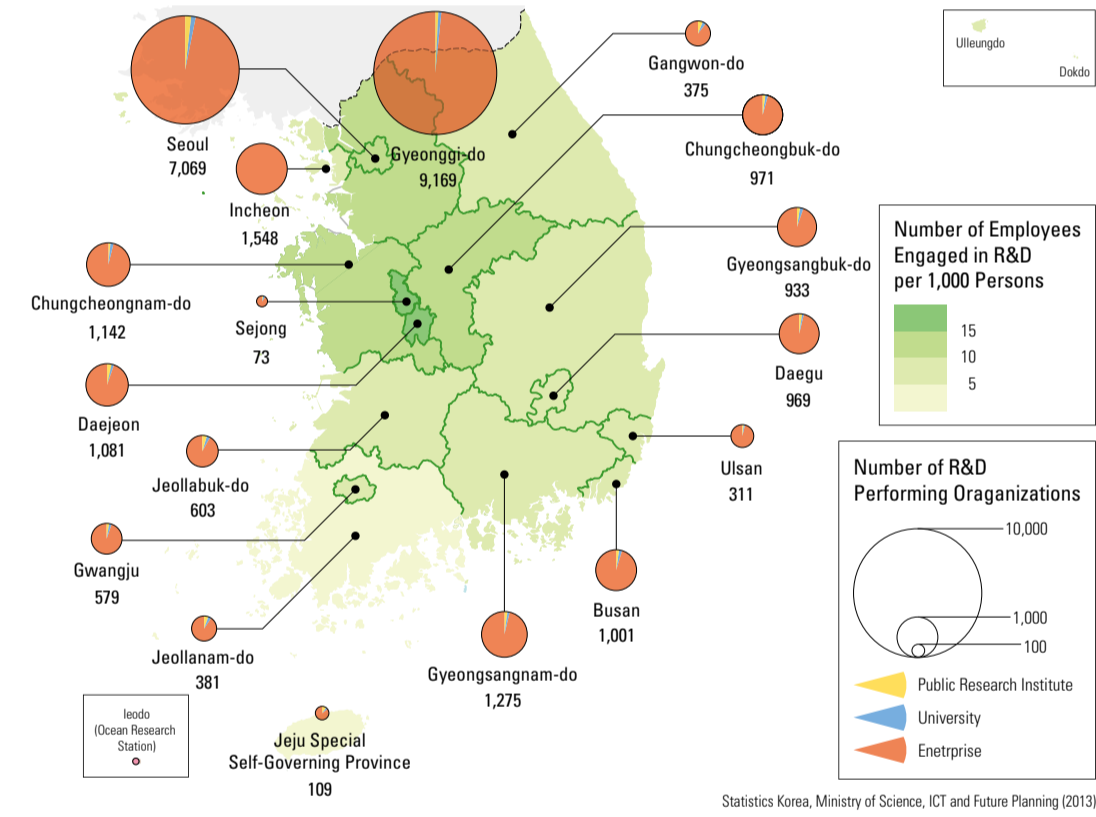 Ulleungdo
Dokdo
Gangwon-do
375
Seoul
7,069
Gyeonggi-do
9,169
Chungcheongbuk-do
971
Incheon
1,548
Gyeongsangbuk-do
933
Chungcheongnam-do
1,142
Sejong
73
Daegu
969
Daejeon
1,081
Ulsan
311
Jeollabuk-do
603
Gwangju
579
Busan
1,001
Jeollanam-do
381
Gyeongsangnam-do
1,275
Ieodo
(Ocean Research
Station)
Jeju Special
Self-Governing Province
109
Number of Employees
Engaged in R&D
per 1,000 Persons
15
10
5
Number of R&D
Performing Oraganizations
10,000
1,000
100
Public Research Institute
University
Enetrprise
Statistics Korea, Ministry of Science, ICT and Future Planning (2013)